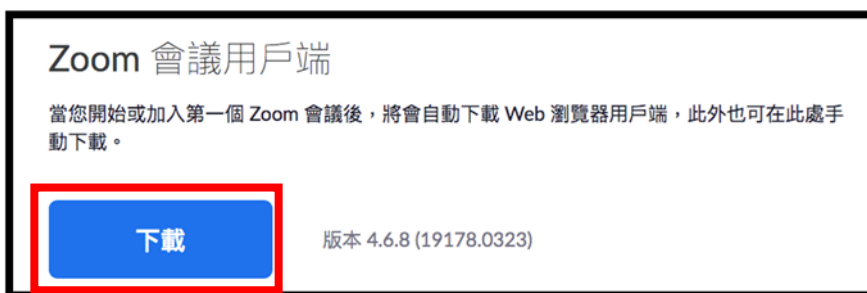 Zoom 會議用戶端
當您開始或加入第一個 Zoom 會議後，將會自動下載 Web 瀏覽器用戶端，此外也可在此處手
動下載。
下載
版本 4.6.8 (19178.0323)